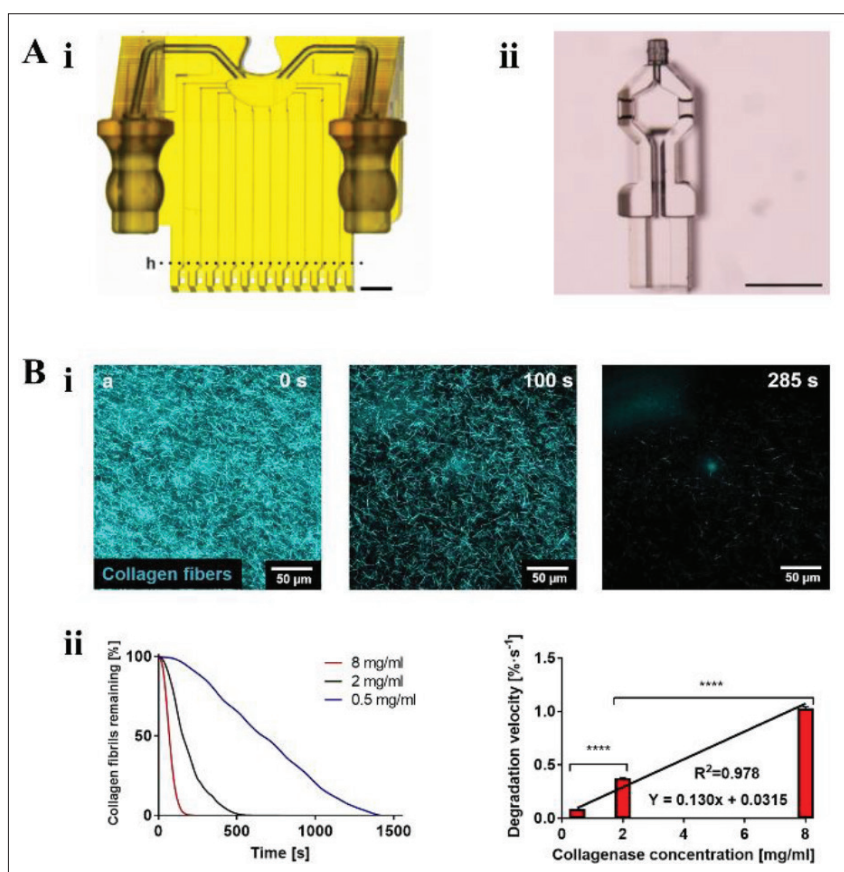 A i
ii
h
B i
a
0 s
100 s
285 s
Collagen fibers
50 µm
50 µm
50 µm
ii
Collagen fibrils remaining [%]
100
50
0
0
500
1000
1500
Time [s]
8 mg/ml
2 mg/ml
0.5 mg/ml
Degradation velocity [%·s⁻¹]
1.5
1.0
0.5
0.0
****
****
R²=0.978
Y = 0.130x + 0.0315
0
2
4
6
8
Collagenase concentration [mg/ml]